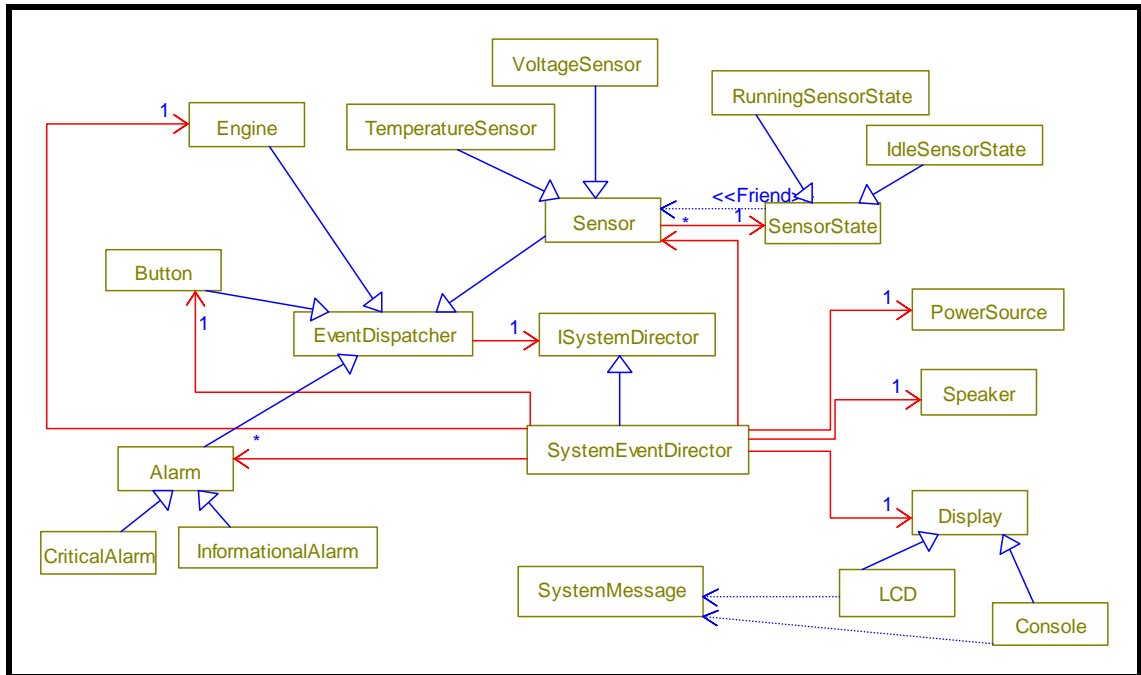 VoltageSensor
RunningSensorState
1
Engine
TemperatureSensor
IdleSensorState
<<Friend>>
*
1
Sensor
SensorState
Button
1
EventDispatcher
1
ISystemDirector
1
PowerSource
1
Speaker
*
SystemEventDirector
Alarm
1
Display
CriticalAlarm
InformationalAlarm
SystemMessage
LCD
Console